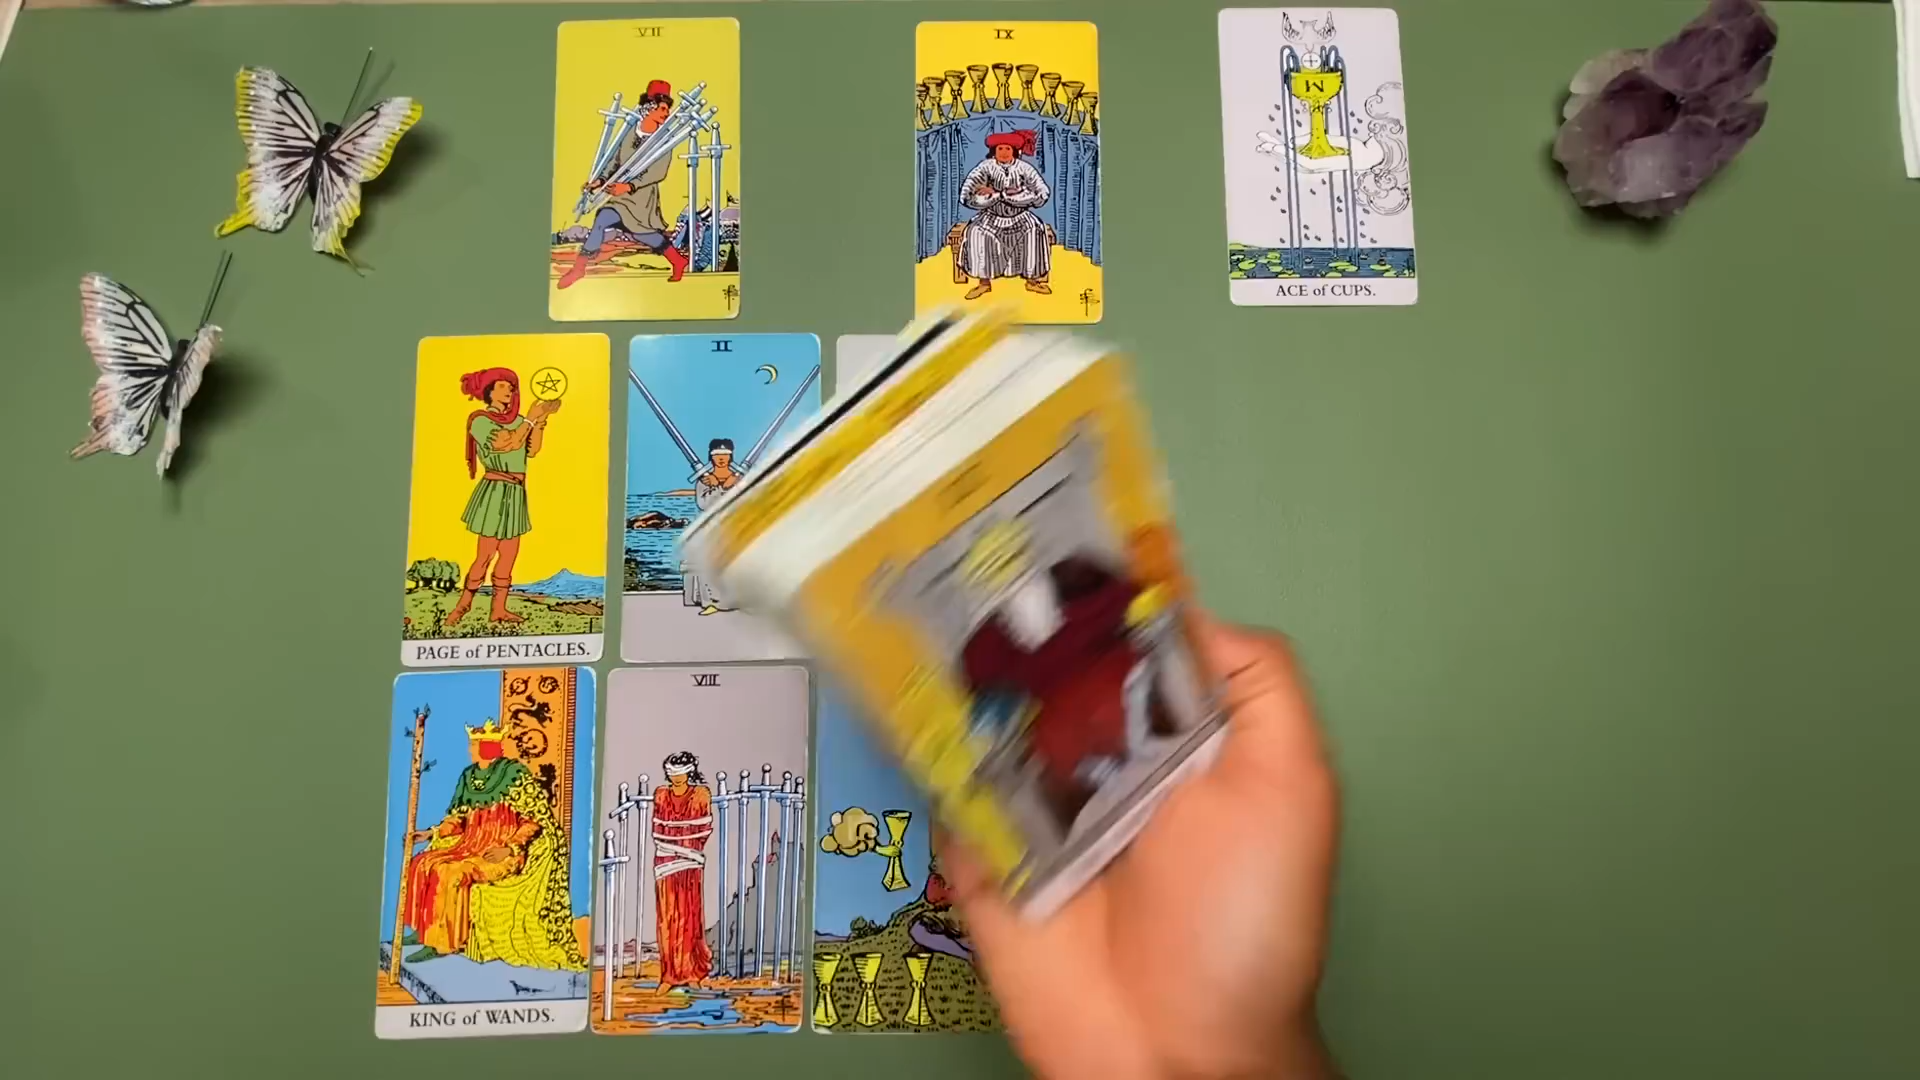 VII
IX
ACE of CUPS.
II
PAGE of PENTACLES.
VIII
KING of WANDS.